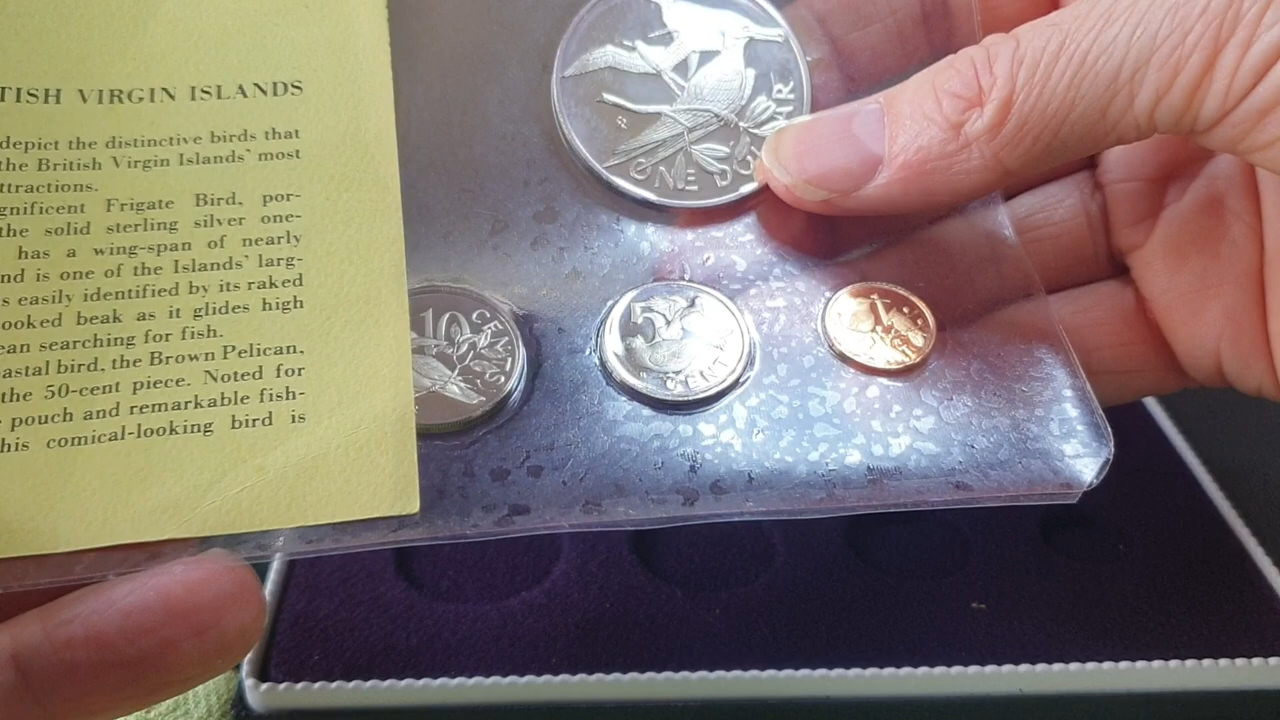 TISH VIRGIN ISLANDS
depict the distinctive birds that
the British Virgin Islands' most
ttractions.
gnificent Frigate Bird, por-
the solid sterling silver one-
has a wing-span of nearly
nd is one of the Islands' larg-
s easily identified by its raked
ooked beak as it glides high
ean searching for fish.
astal bird, the Brown Pelican,
the 50-cent piece. Noted for
pouch and remarkable fish-
his comical-looking bird is
ONE DO
10 CENTS
5 CENT
1